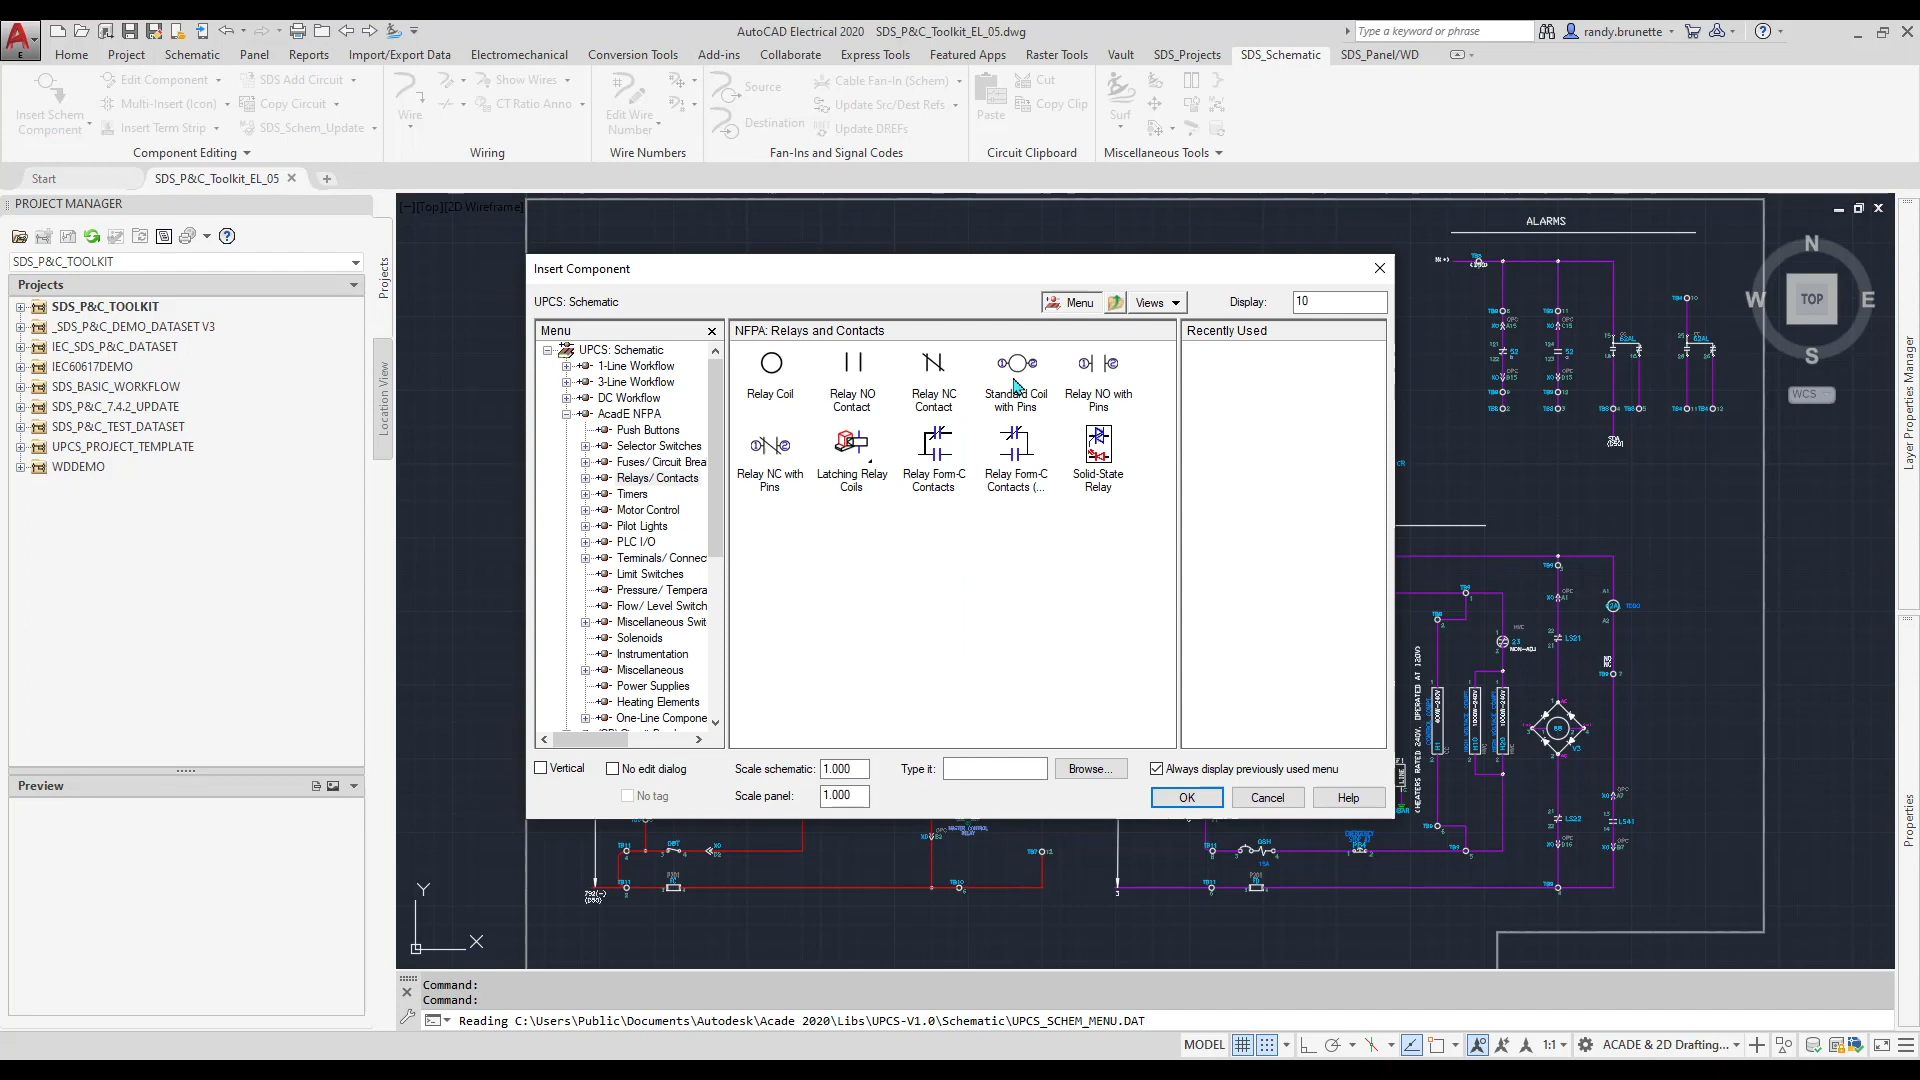 AutoCAD Electrical 2020   SDS_P&C_Toolkit_EL_05.dwg
Type a keyword or phrase
randy.brunette
Home Project Schematic Panel Reports Import/Export Data Electromechanical Conversion Tools Add-ins Collaborate Express Tools Featured Apps Raster Tools Vault SDS_Projects SDS_Schematic SDS_Panel/WD
Insert Schem
Component
Edit Component
Multi-Insert (Icon)
Insert Term Strip
SDS Add Circuit
Copy Circuit
SDS_Schem_Update
Wire
Show Wires
CT Ratio Anno
Edit Wire
Number
Source
Destination
Cable Fan-In (Schem)
Update Src/Dest Refs
Update DREFs
Paste
Cut
Copy Clip
Surf
Component Editing Wiring Wire Numbers Fan-Ins and Signal Codes Circuit Clipboard Miscellaneous Tools
Start
SDS_P&C_Toolkit_EL_05
PROJECT MANAGER
SDS_P&C_TOOLKIT
Projects
SDS_P&C_TOOLKIT
_SDS_P&C_DEMO_DATASET V3
IEC_SDS_P&C_DATASET
IEC60617DEMO
SDS_BASIC_WORKFLOW
SDS_P&C_7.4.2_UPDATE
SDS_P&C_TEST_DATASET
UPCS_PROJECT_TEMPLATE
WDDEMO
Projects
Location View
Preview
[−][Top][2D Wireframe]
ALARMS
N
W TOP E
S
WCS
Layer Properties Manager
Properties
Insert Component
UPCS: Schematic
Menu
Views
Display: 10
Menu
UPCS: Schematic
1-Line Workflow
3-Line Workflow
DC Workflow
AcadE NFPA
Push Buttons
Selector Switches
Fuses/ Circuit Brea
Relays/ Contacts
Timers
Motor Control
Pilot Lights
PLC I/O
Terminals/ Connec
Limit Switches
Pressure/ Tempera
Flow/ Level Switch
Miscellaneous Swit
Solenoids
Instrumentation
Miscellaneous
Power Supplies
Heating Elements
One-Line Compone
NFPA: Relays and Contacts
Relay Coil
Relay NO
Contact
Relay NC
Contact
Standard Coil
with Pins
Relay NO with
Pins
Relay NC with
Pins
Latching Relay
Coils
Relay Form-C
Contacts
Relay Form-C
Contacts (...
Solid-State
Relay
Recently Used
Vertical
No edit dialog
No tag
Scale schematic: 1.000
Scale panel: 1.000
Type it:
Browse...
Always display previously used menu
OK
Cancel
Help
(HEATERS RATED 240V, OPERATED AT 120V)
NON-ADJ
LS21
LS22
LS41
Y
X
Command:
Command:
Reading C:\Users\Public\Documents\Autodesk\Acade 2020\Libs\UPCS-V1.0\Schematic\UPCS_SCHEM_MENU.DAT
MODEL
1:1
ACADE & 2D Drafting...